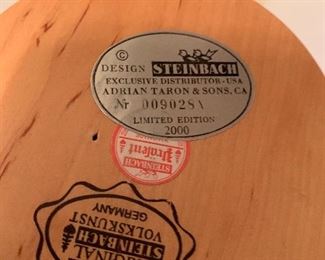 © DESIGN STEINBACH
EXCLUSIVE DISTRIBUTOR - USA
ADRIAN TARON & SONS, CA
Nr 009028\
LIMITED EDITION
2000
STEINBACH
ORIGINAL
STEINBACH
VOLKSKUNST
GERMANY